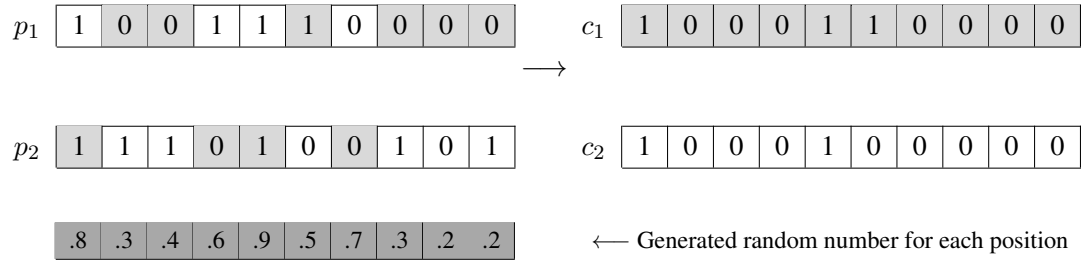 p₁ 1 0 0 1 1 1 0 0 0 0 ⟶ c₁ 1 0 0 0 1 1 0 0 0 0
p₂ 1 1 1 0 1 0 0 1 0 1 c₂ 1 0 0 0 1 0 0 0 0 0
.8 .3 .4 .6 .9 .5 .7 .3 .2 .2 ⟵ Generated random number for each position